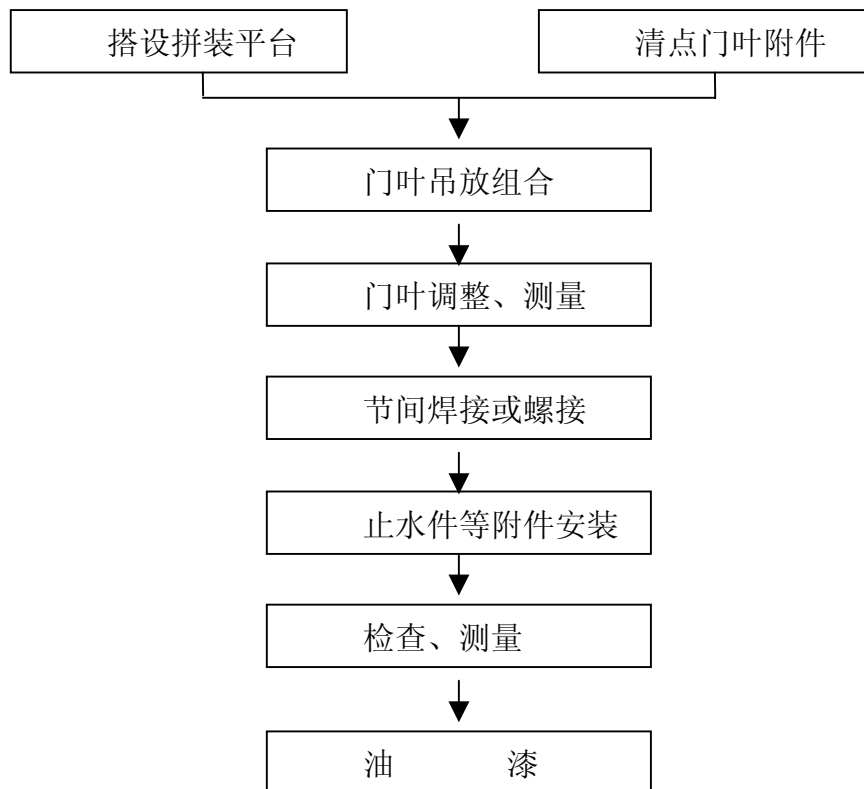 搭设拼装平台
清点门叶附件
门叶吊放组合
门叶调整、测量
节间焊接或螺接
止水件等附件安装
检查、测量
油 漆